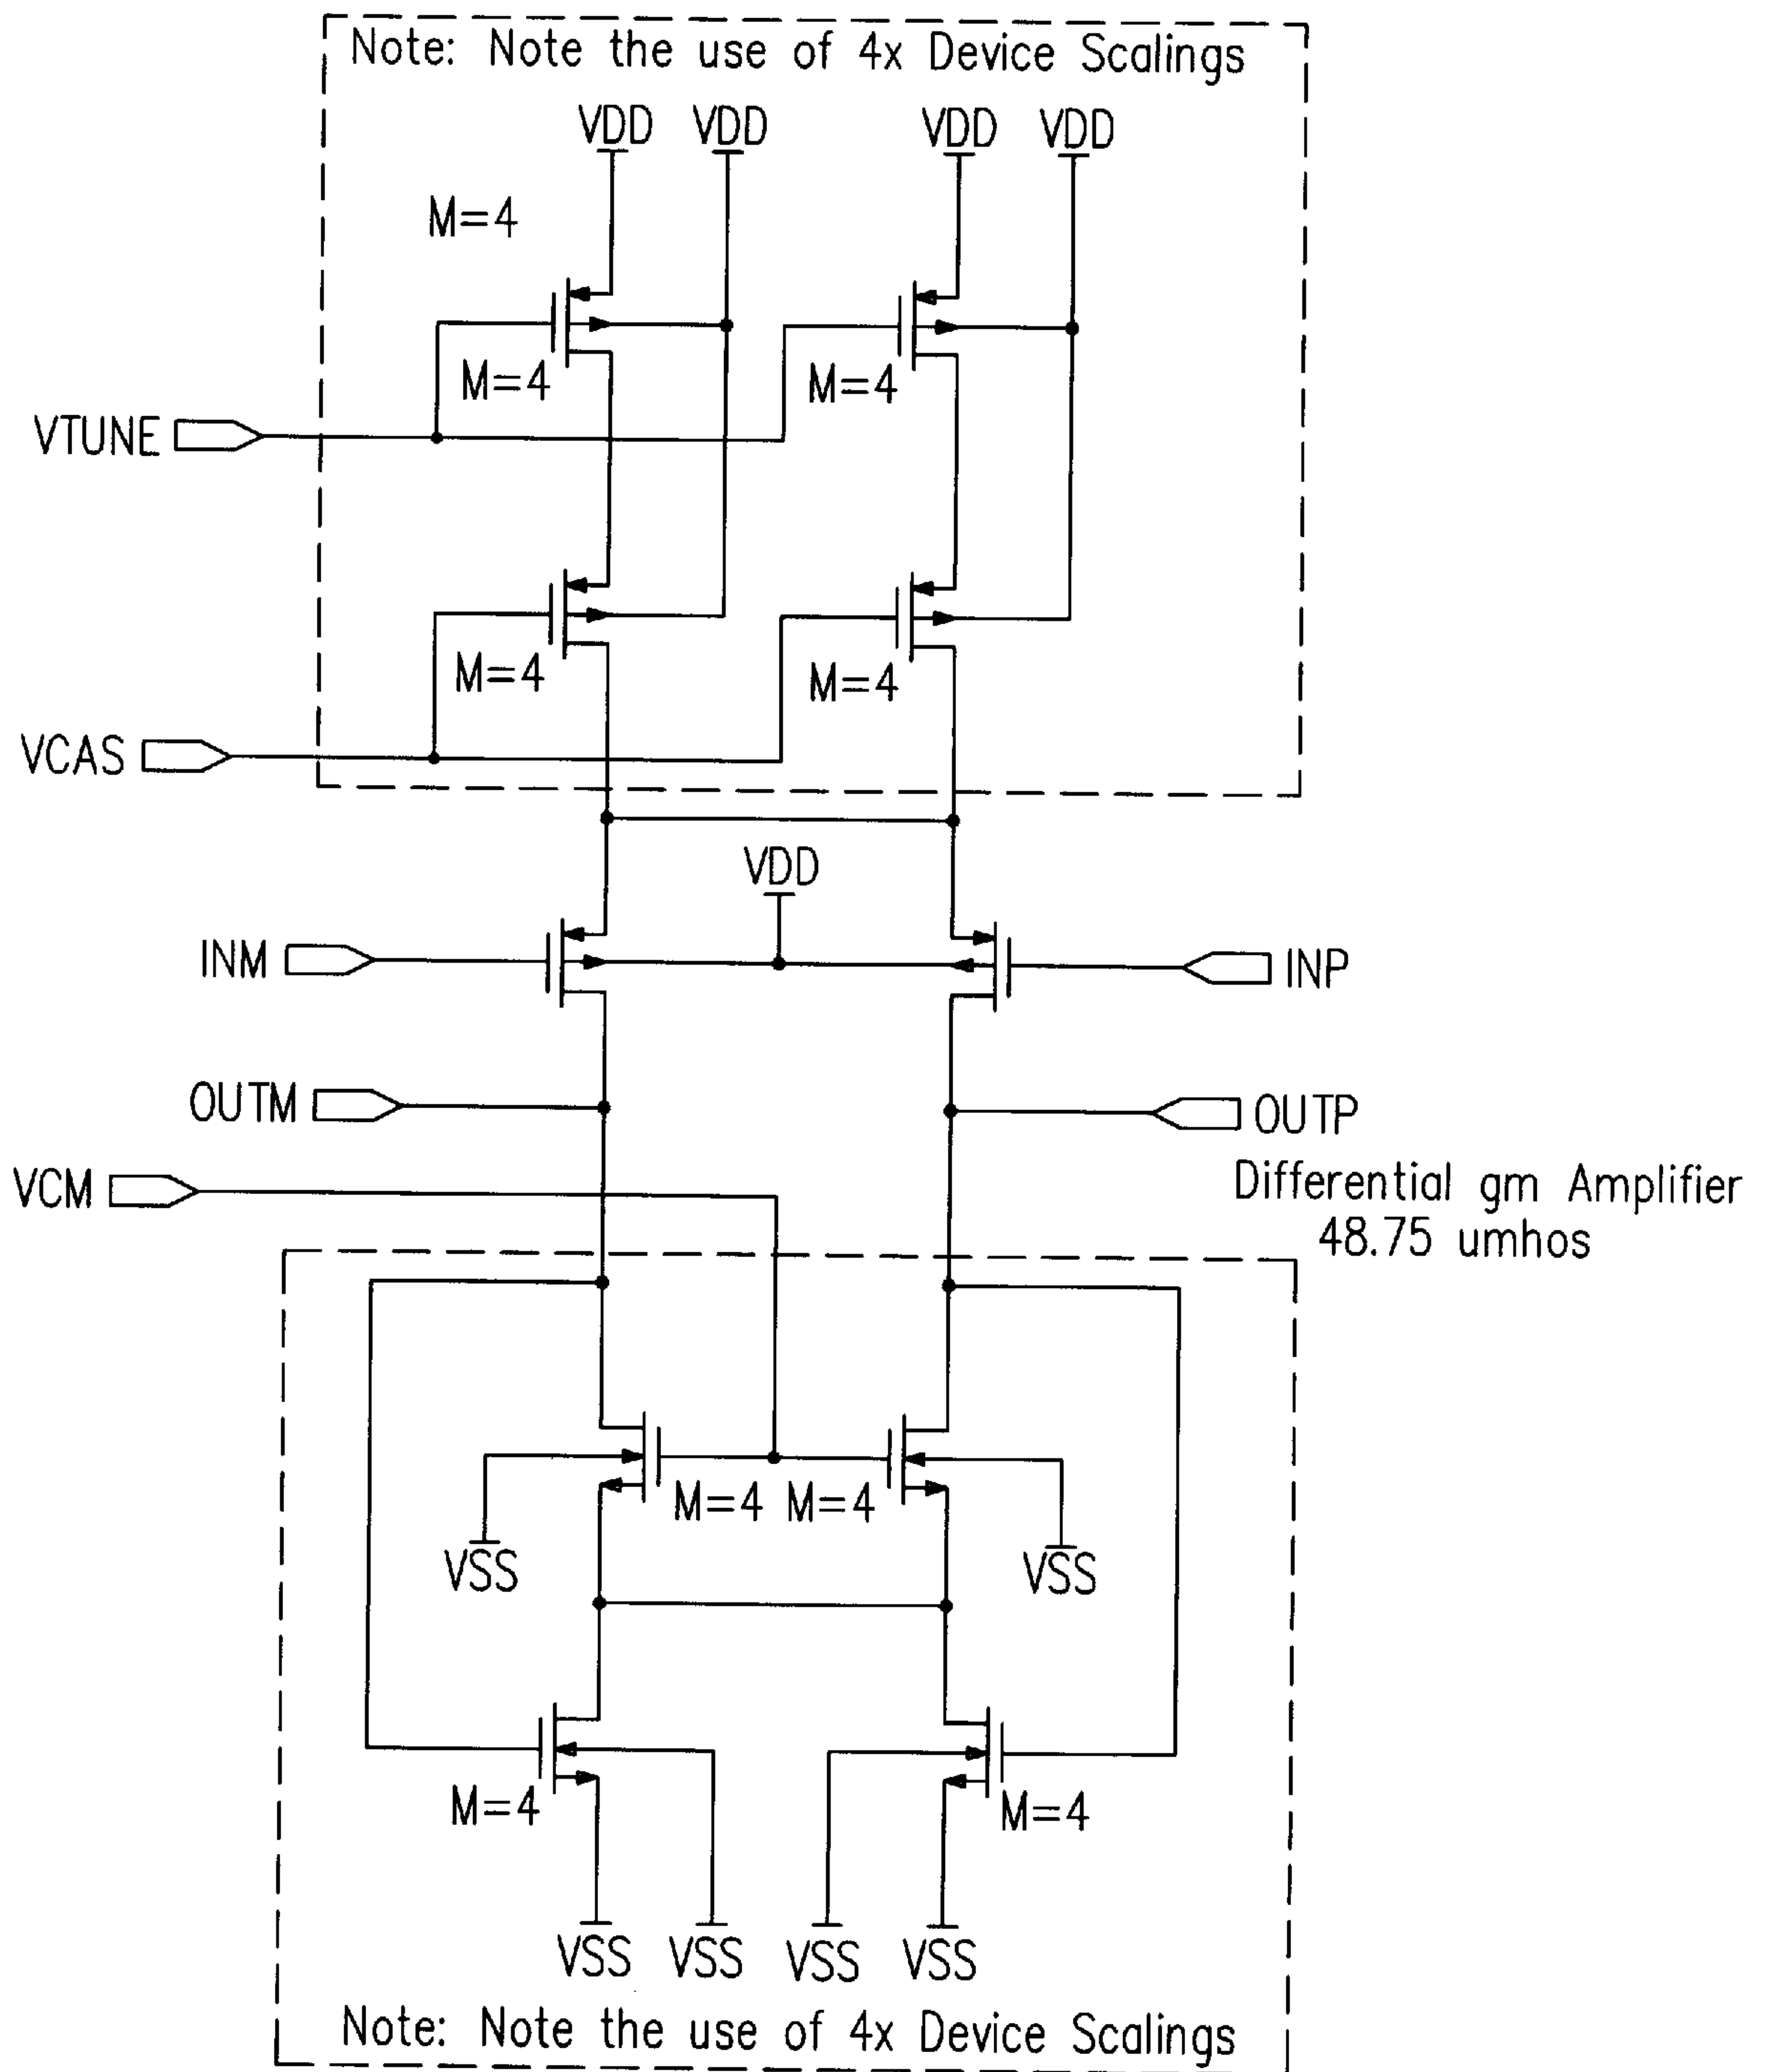 Note: Note the use of 4x Device Scalings
VDD VDD VDD VDD
M=4
M=4 M=4
VTUNE
M=4 M=4
VCAS
VDD
INM INP
OUTM OUTP
VCM
Differential gm Amplifier
48.75 umhos
M=4 M=4
VSS VSS
M=4 M=4
VSS VSS VSS VSS
Note: Note the use of 4x Device Scalings